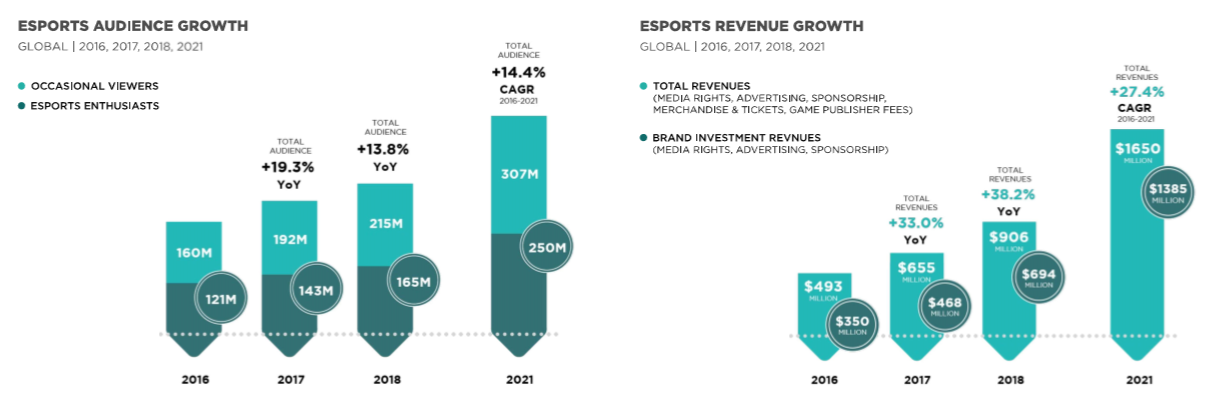 ESPORTS AUDIENCE GROWTH
GLOBAL | 2016, 2017, 2018, 2021
OCCASIONAL VIEWERS
ESPORTS ENTHUSIASTS
160M
121M
2016
TOTAL
AUDIENCE
+19.3%
YoY
192M
143M
2017
TOTAL
AUDIENCE
+13.8%
YoY
215M
165M
2018
TOTAL
AUDIENCE
+14.4%
CAGR
2016-2021
307M
250M
2021
ESPORTS REVENUE GROWTH
GLOBAL | 2016, 2017, 2018, 2021
TOTAL REVENUES
(MEDIA RIGHTS, ADVERTISING, SPONSORSHIP,
MERCHANDISE & TICKETS, GAME PUBLISHER FEES)
BRAND INVESTMENT REVNUES
(MEDIA RIGHTS, ADVERTISING, SPONSORSHIP)
$493
MILLION
$350
MILLION
2016
TOTAL
REVENUES
+33.0%
YoY
$655
MILLION
$468
MILLION
2017
TOTAL
REVENUES
+38.2%
YoY
$906
MILLION
$694
MILLION
2018
TOTAL
REVENUES
+27.4%
CAGR
2016-2021
$1650
MILLION
$1385
MILLION
2021